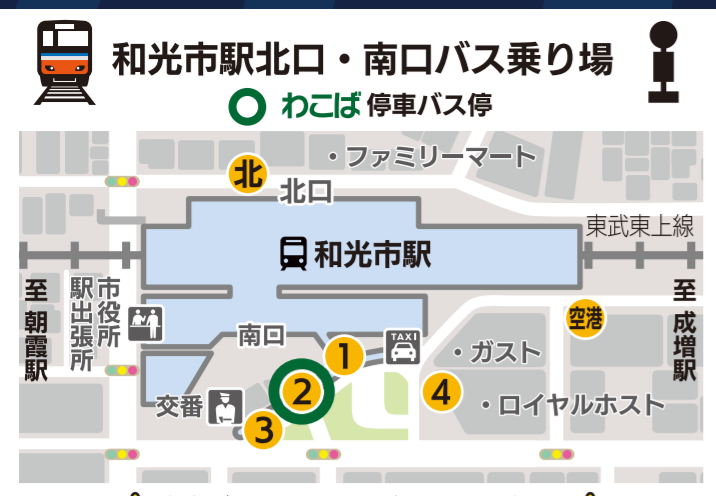 和光市駅北口・南口バス乗り場
わこば 停車バス停
・ファミリーマート
北
北口
東武東上線
和光市駅
至 朝霞駅
市役所
駅出張所
南口
TAXI
空港
至 成増駅
1
・ガスト
2
4
・ロイヤルホスト
交番
3